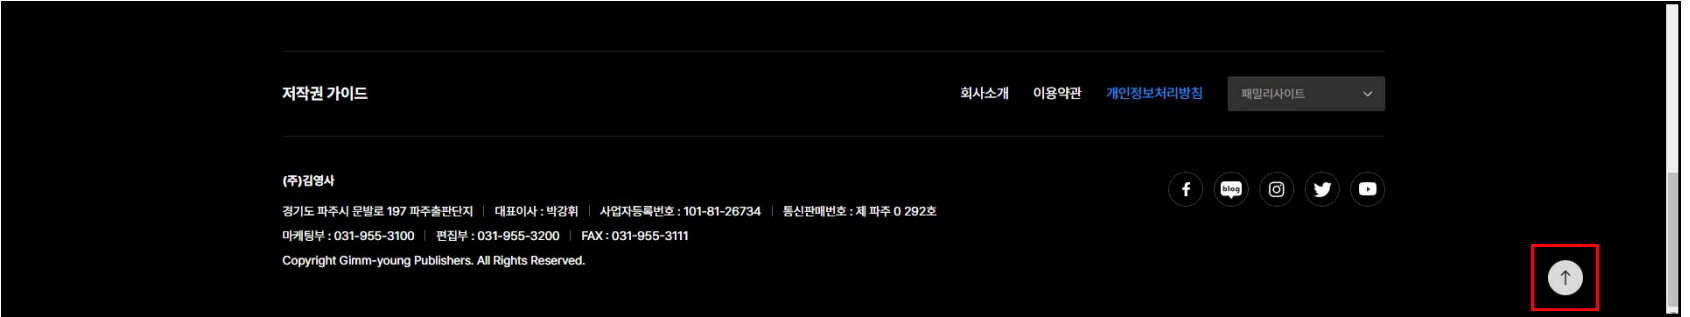 저작권 가이드
회사소개 이용약관 개인정보처리방침 패밀리사이트
(주)김영사
경기도 파주시 문발로 197 파주출판단지 | 대표이사 : 박강휘 | 사업자등록번호 : 101-81-26734 | 통신판매번호 : 제 파주 0 292호
blog
마케팅부 : 031-955-3100 | 편집부 : 031-955-3200 | FAX : 031-955-3111
Copyright Gimm-young Publishers. All Rights Reserved.